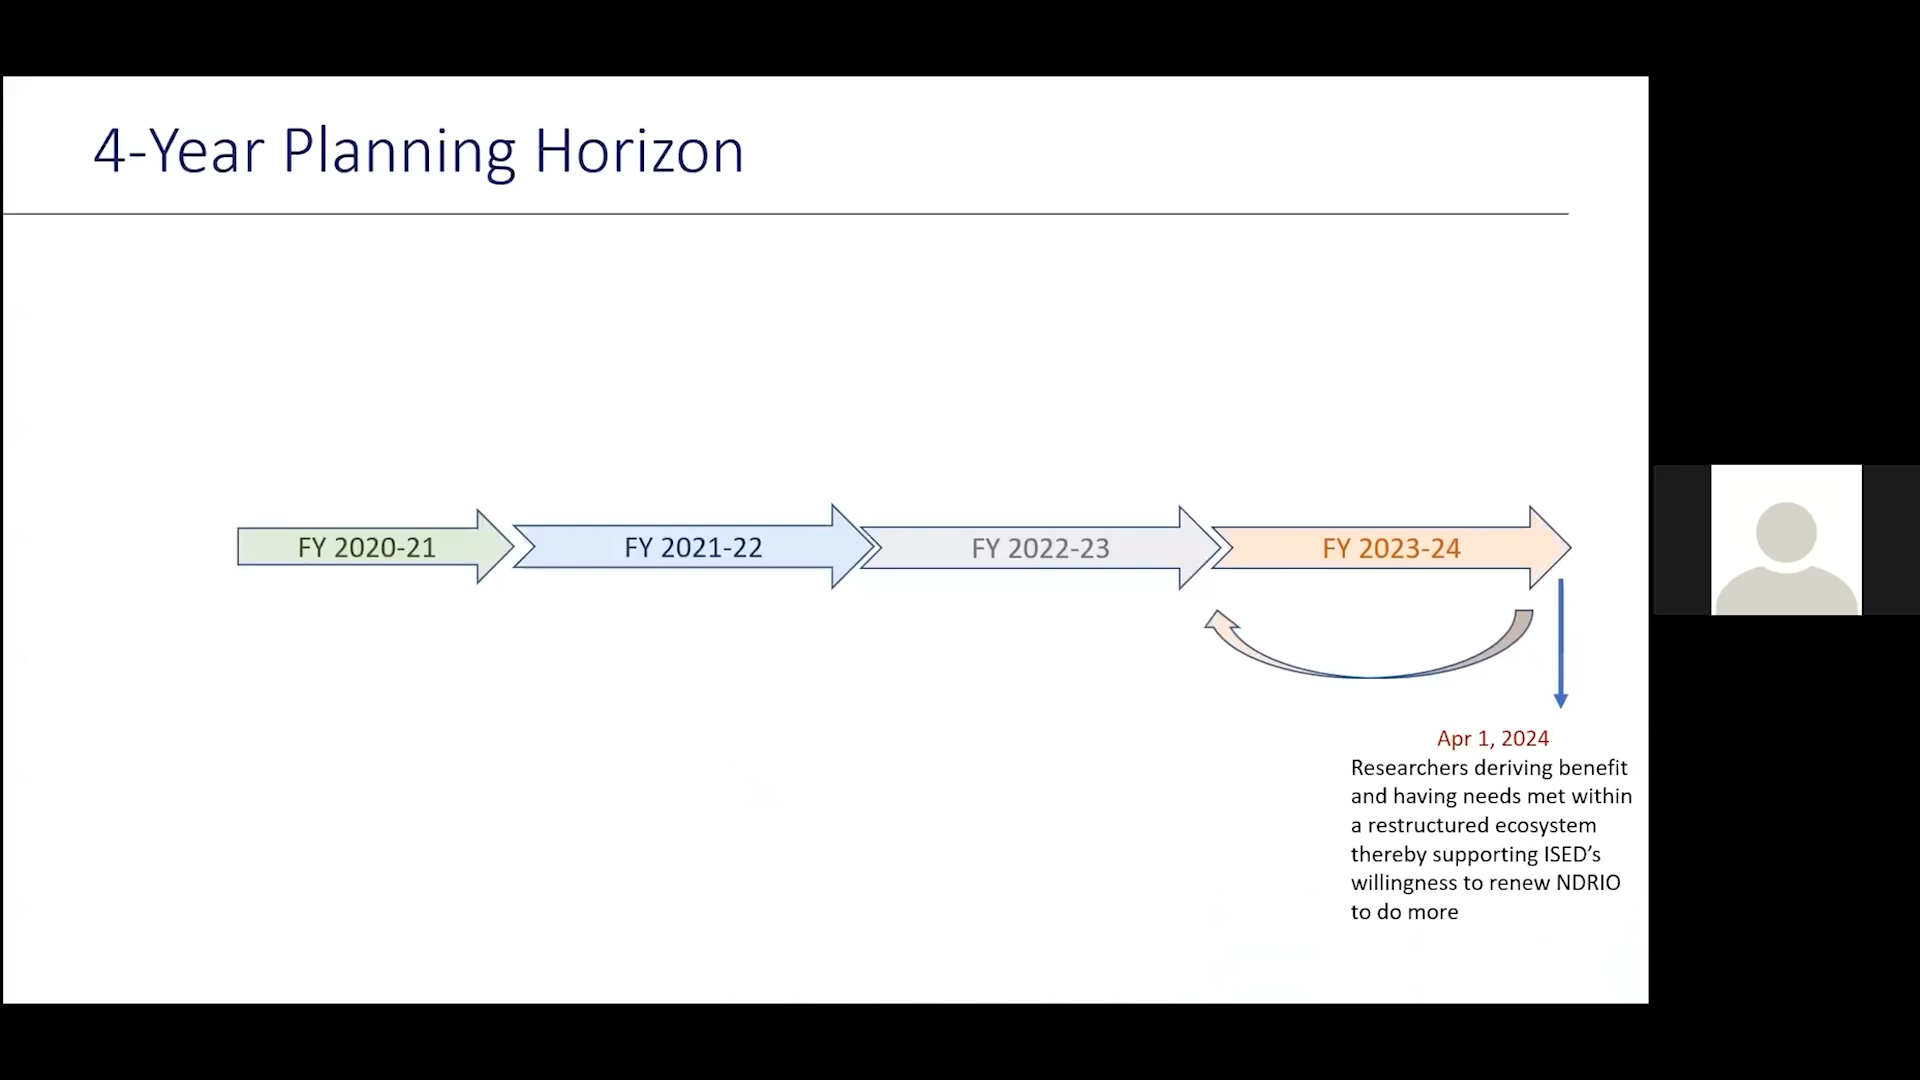 4-Year Planning Horizon
FY 2020-21
FY 2021-22
FY 2022-23
FY 2023-24
Apr 1, 2024
Researchers deriving benefit
and having needs met within
a restructured ecosystem
thereby supporting ISED’s
willingness to renew NDRIO
to do more